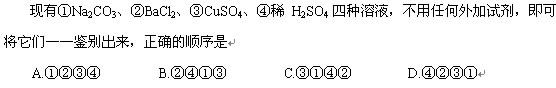 现有①Na₂CO₃、②BaCl₂、③CuSO₄、④稀 H₂SO₄ 四种溶液，不用任何外加试剂，即可
将它们一一鉴别出来，正确的顺序是↵
A.①②③④ B.②④①③ C.③①④② D.④②③①↵